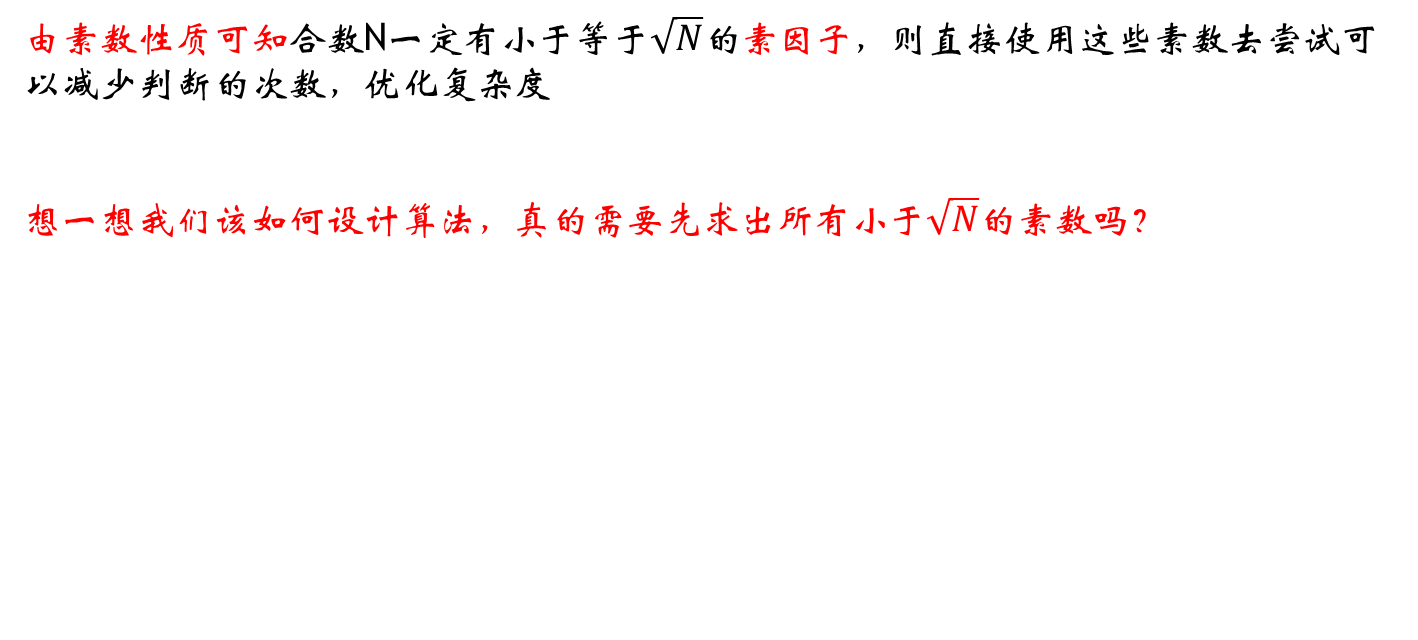 由素数性质可知合数N一定有小于等于√N的素因子，则直接使用这些素数去尝试可
以减少判断的次数，优化复杂度
想一想我们该如何设计算法，真的需要先求出所有小于√N的素数吗？